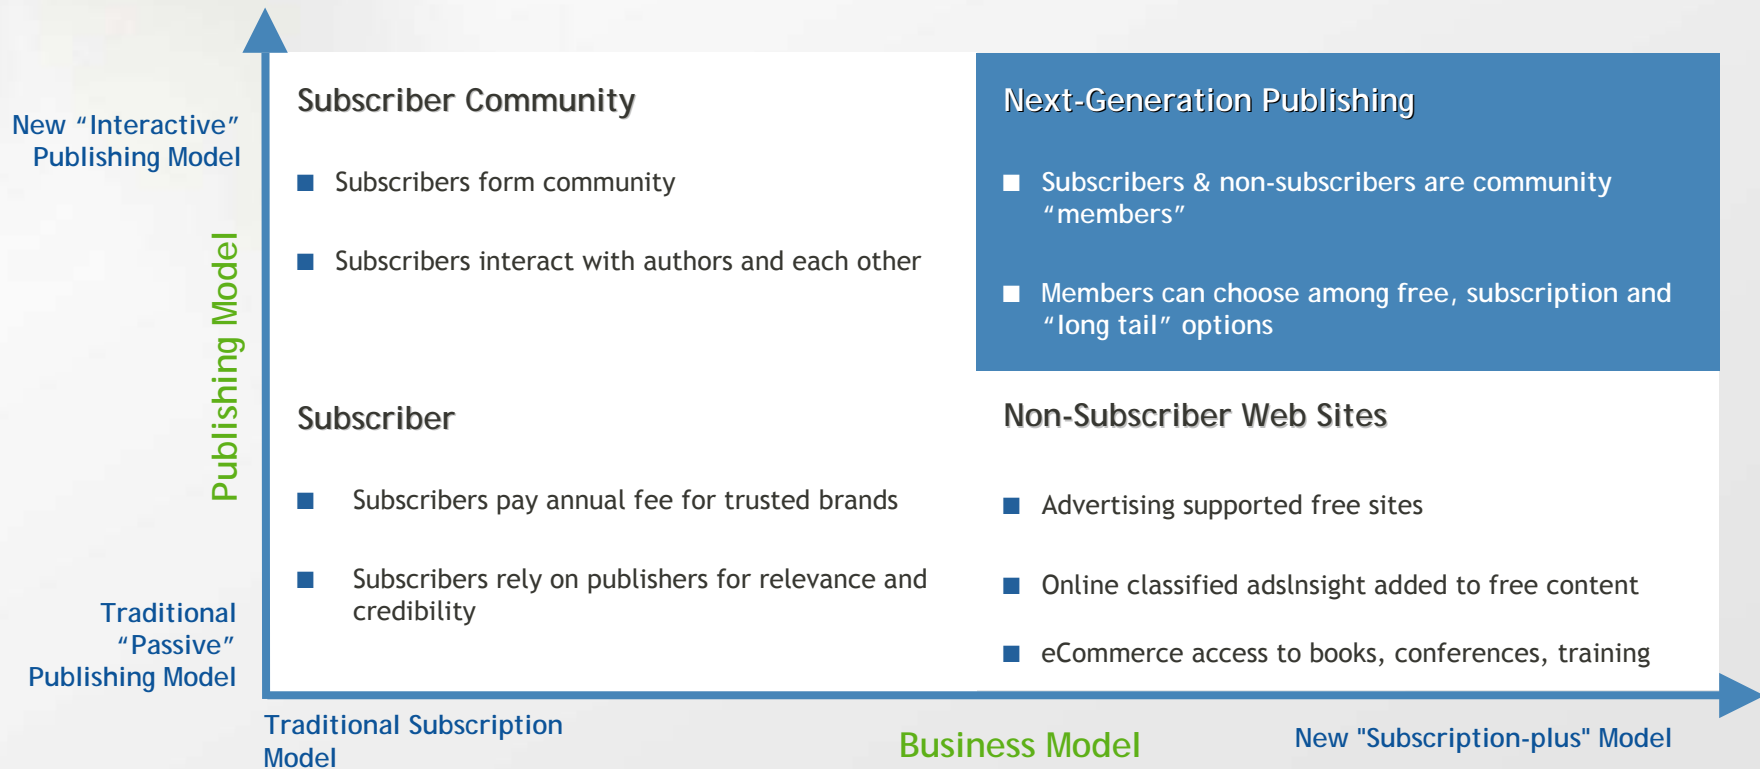 New “Interactive”
Publishing Model
Publishing Model
Traditional
“Passive”
Publishing Model
Subscriber Community
Subscribers form community
Subscribers interact with authors and each other
Next-Generation Publishing
Subscribers & non-subscribers are community
“members”
Members can choose among free, subscription and
“long tail” options
Subscriber
Subscribers pay annual fee for trusted brands
Subscribers rely on publishers for relevance and
credibility
Non-Subscriber Web Sites
Advertising supported free sites
Online classified adsInsight added to free content
eCommerce access to books, conferences, training
Traditional Subscription
Model
Business Model
New "Subscription-plus" Model